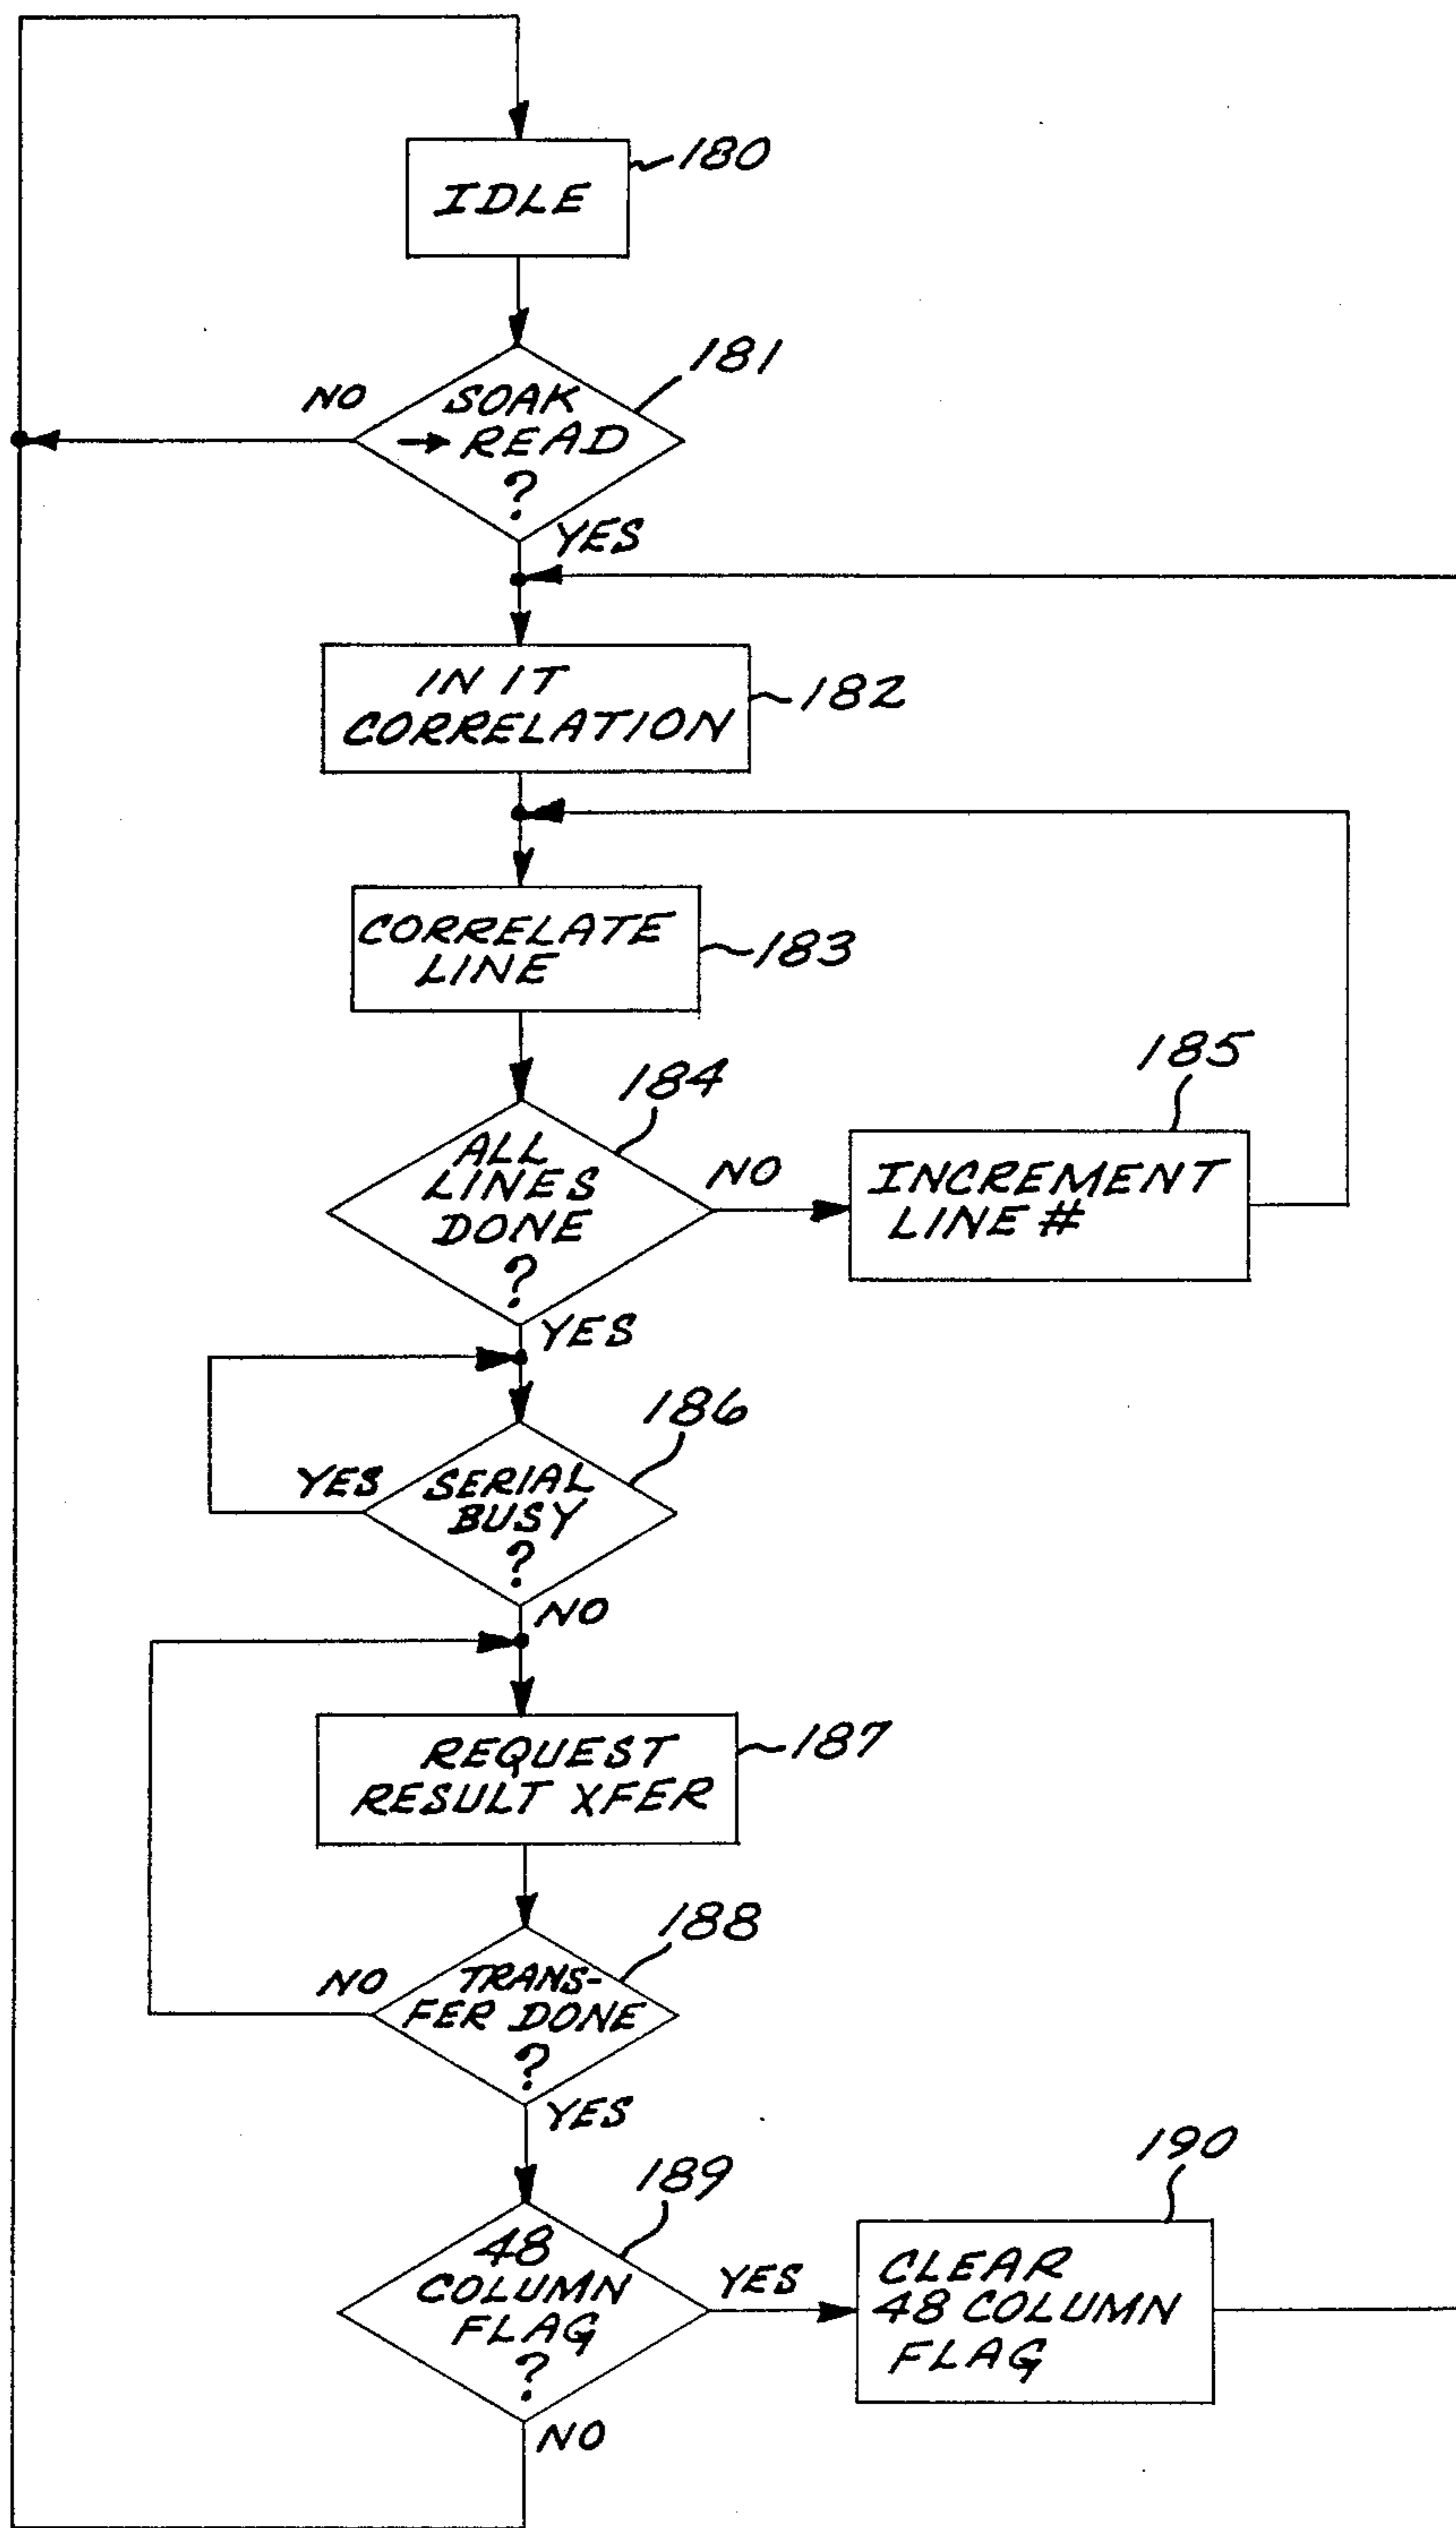 IDLE
180
SOAK
→ READ
?
181
NO
YES
IN IT
CORRELATION
182
CORRELATE
LINE
183
ALL
LINES
DONE
?
184
NO
YES
INCREMENT
LINE #
185
SERIAL
BUSY
?
186
YES
NO
REQUEST
RESULT XFER
187
TRANS-
FER DONE
?
188
NO
YES
48
COLUMN
FLAG
?
189
YES
NO
CLEAR
48 COLUMN
FLAG
190